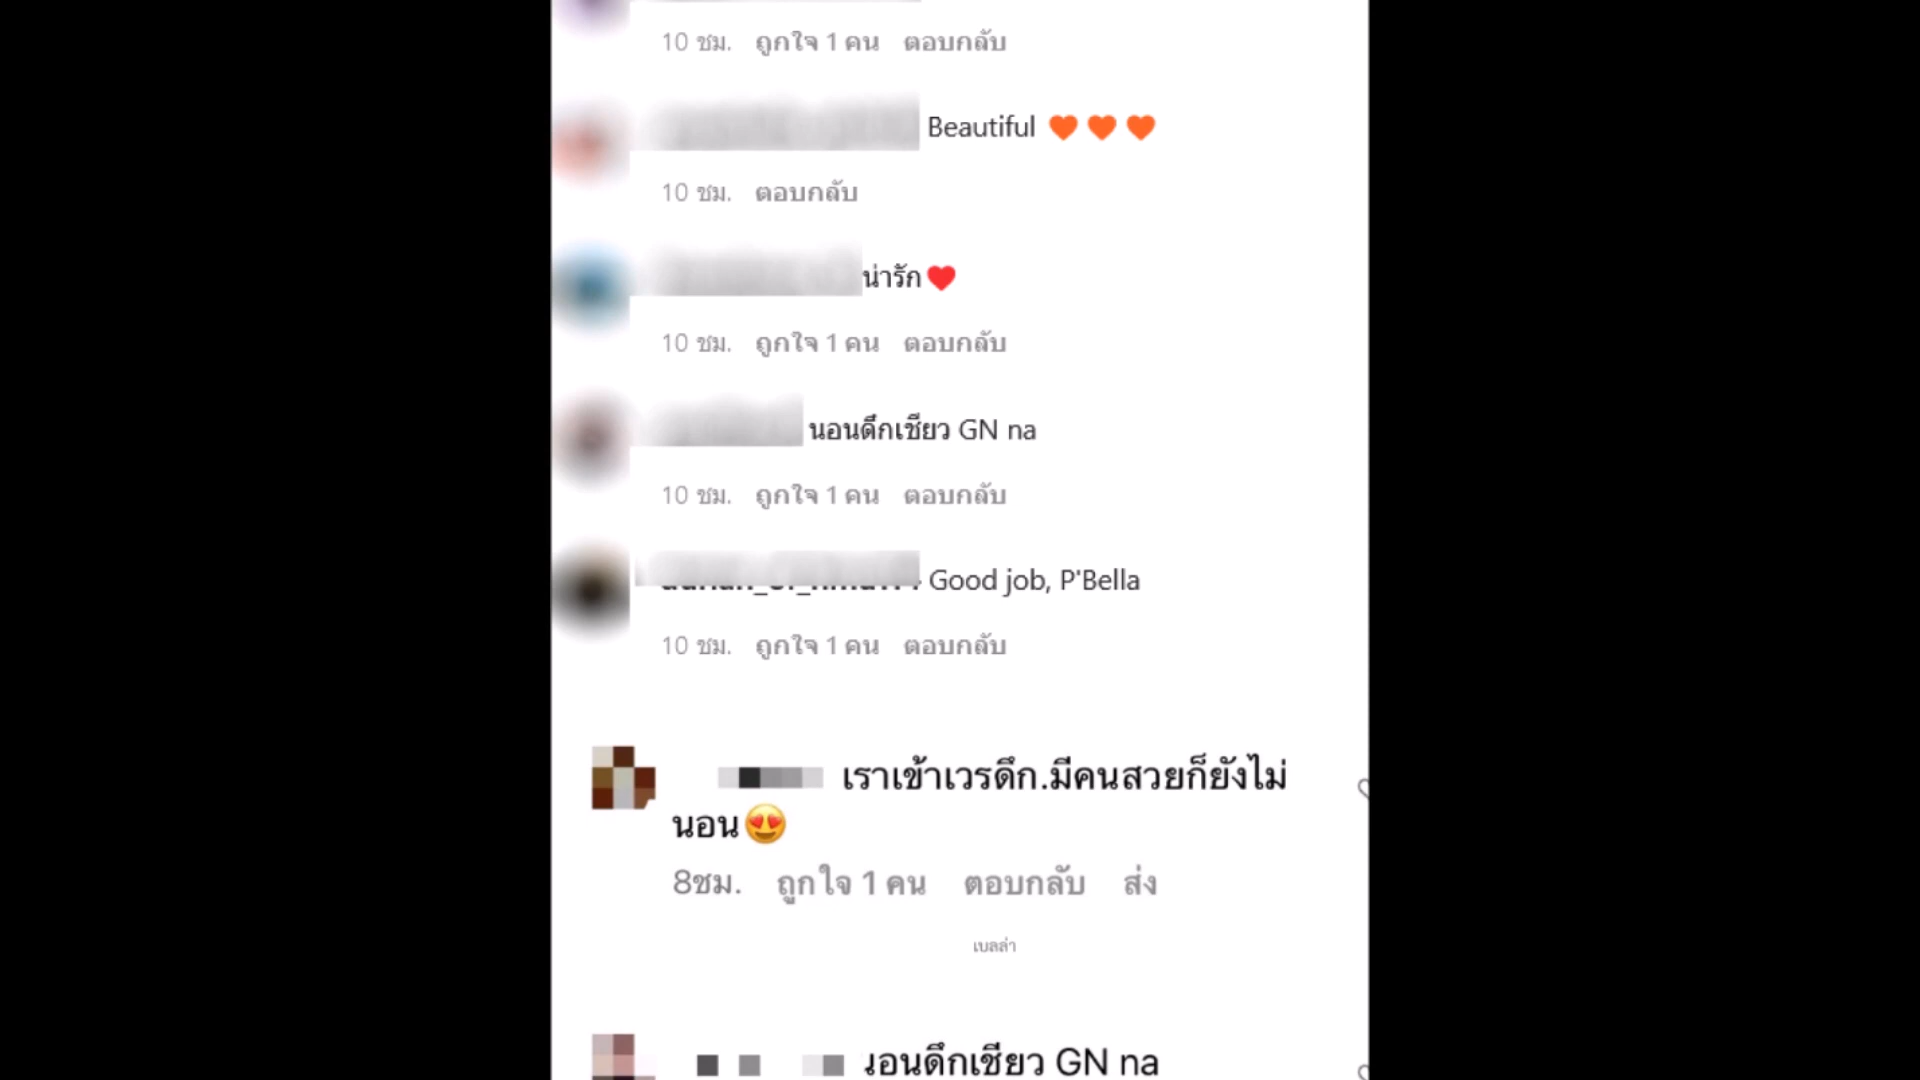 10 ชม. ถูกใจ 1 คน ตอบกลับ
Beautiful 🧡 🧡 🧡
10 ชม. ตอบกลับ
น่ารัก❤️
10 ชม. ถูกใจ 1 คน ตอบกลับ
นอนดึกเชียว GN na
10 ชม. ถูกใจ 1 คน ตอบกลับ
Good job, P'Bella
10 ชม. ถูกใจ 1 คน ตอบกลับ
เราเข้าเวรดึก.มีคนสวยก็ยังไม่
นอน😍
8ชม. ถูกใจ 1 คน ตอบกลับ ส่ง
เบลล่า
นอนดึกเชียว GN na